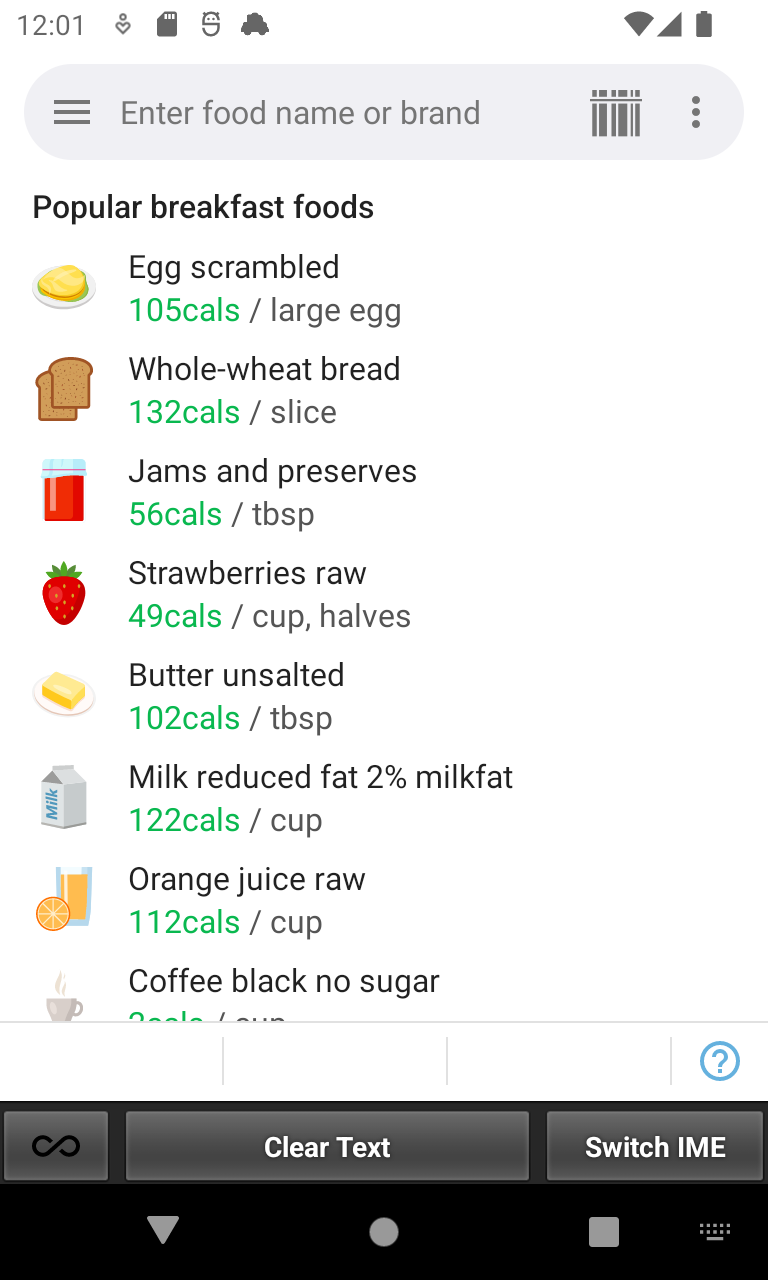 12:01
Enter food name or brand
Popular breakfast foods
Egg scrambled
105cals / large egg
Whole-wheat bread
132cals / slice
Jams and preserves
56cals / tbsp
Strawberries raw
49cals / cup, halves
Butter unsalted
102cals / tbsp
Milk
Milk reduced fat 2% milkfat
122cals / cup
Orange juice raw
112cals / cup
Coffee black no sugar
Clear Text
Switch IME